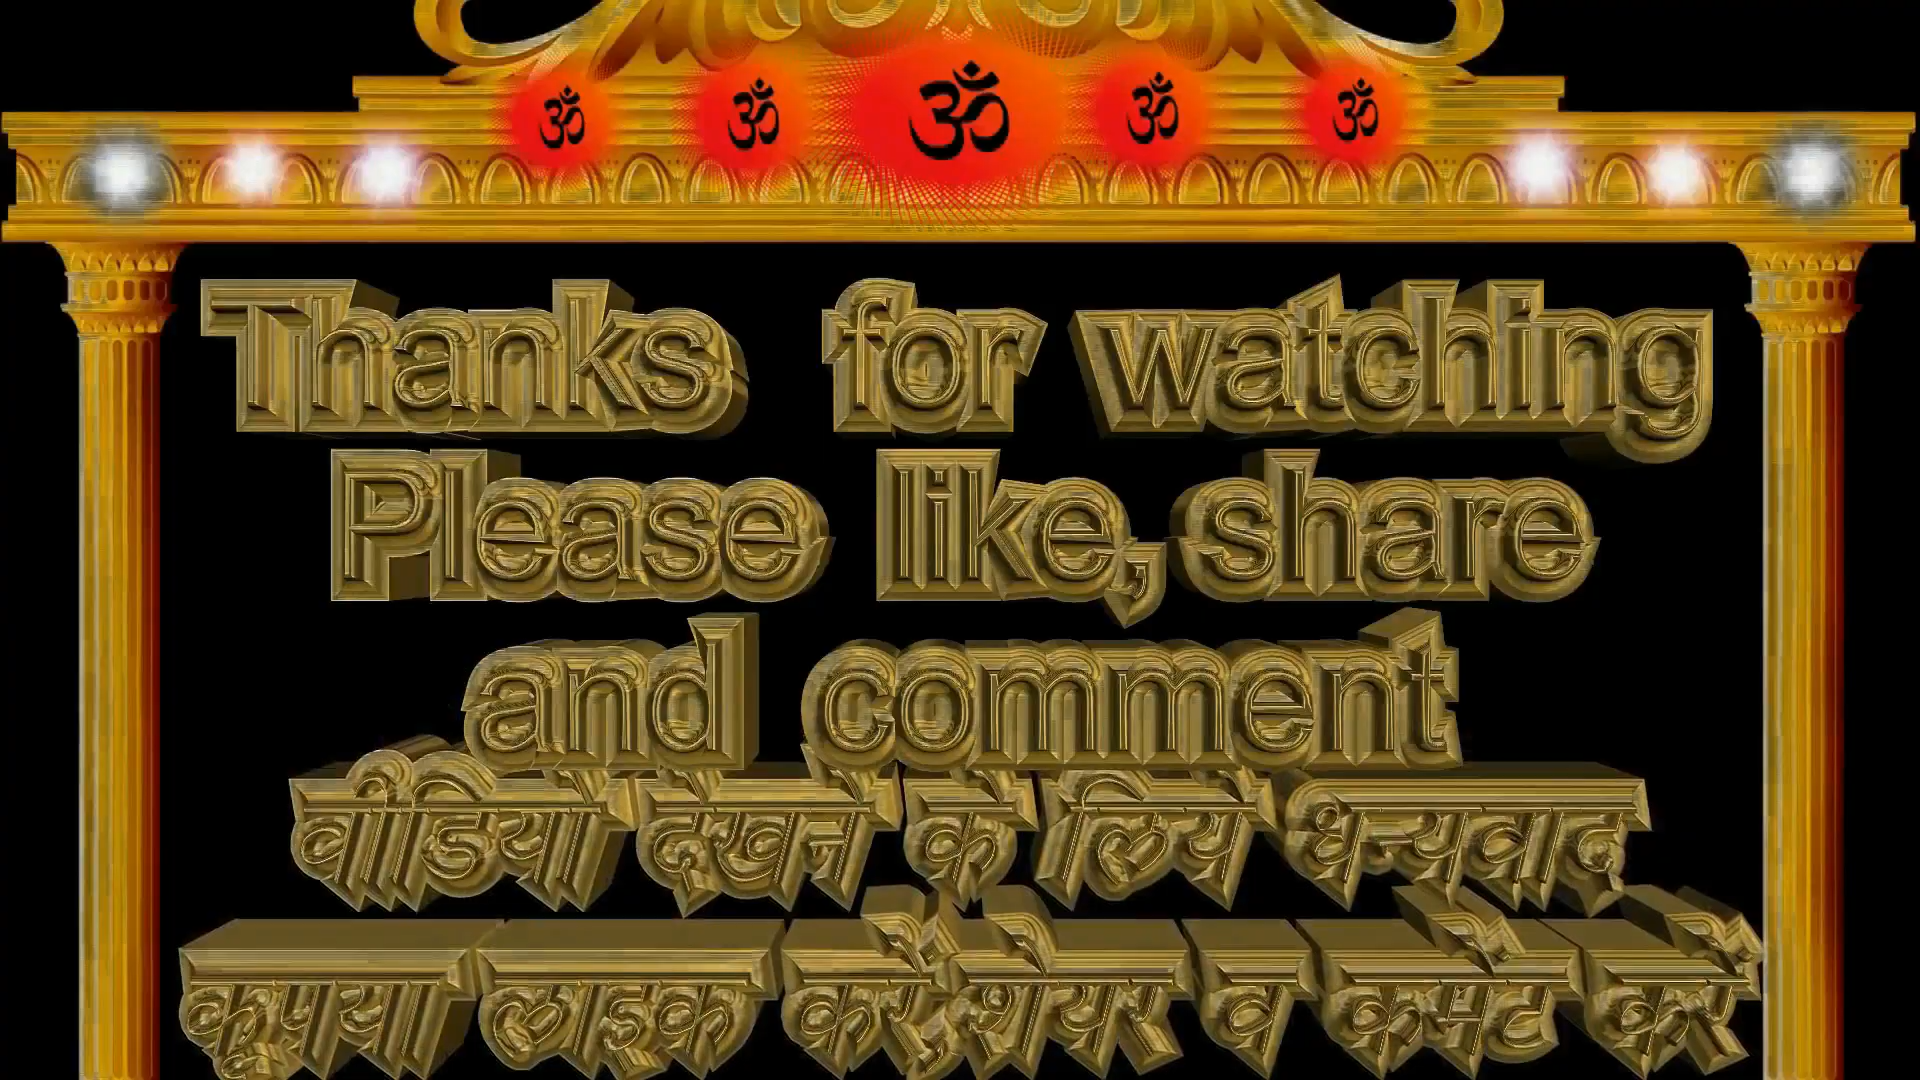 ॐ ॐ ॐ ॐ ॐ
Thanks for watching
Please like, share
and comment
वीडियो देखने के लिये धन्यवाद
कृपया लाइक करें, शेयर व कमेंट करें